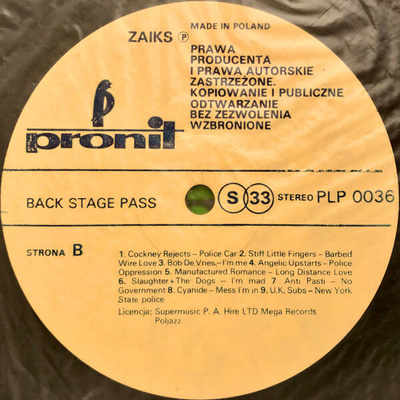 MADE IN POLAND
ZAIKS Ⓟ
PRAWA
PRODUCENTA
I PRAWA AUTORSKIE
ZASTRZEŻONE.
KOPIOWANIE I PUBLICZNE
ODTWARZANIE
BEZ ZEZWOLENIA
WZBRONIONE
pronit
BACK STAGE PASS
S 33 STEREO PLP 0036
STRONA B
1. Cockney Rejects – Police Car 2. Stiff Little Fingers – Barbed
Wire Love 3. Bob De Vries – I'm me 4. Angelic Upstarts – Police
Oppression 5. Manufactured Romance – Long Distance Love
6. Slaughter + The Dogs – I'm mad 7 Anti Pasti – No
Government 8. Cyanide – Mess I'm in 9. U.K. Subs – New York
State police
Licencja: Supermusic P. A. Hire LTD Mega Records
Poljazz.